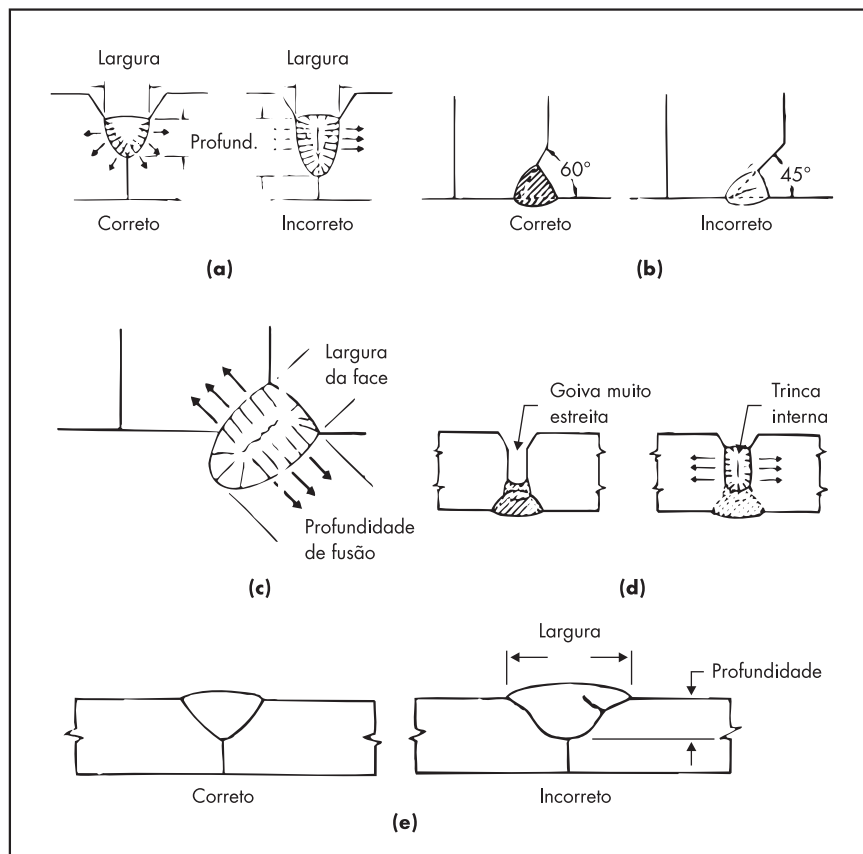 Largura
Largura
Profund.
Correto
Incorreto
(a)
60°
45°
Correto
Incorreto
(b)
Largura
da face
Profundidade
de fusão
(c)
Goiva muito
estreita
Trinca
interna
(d)
Largura
Profundidade
Correto
Incorreto
(e)